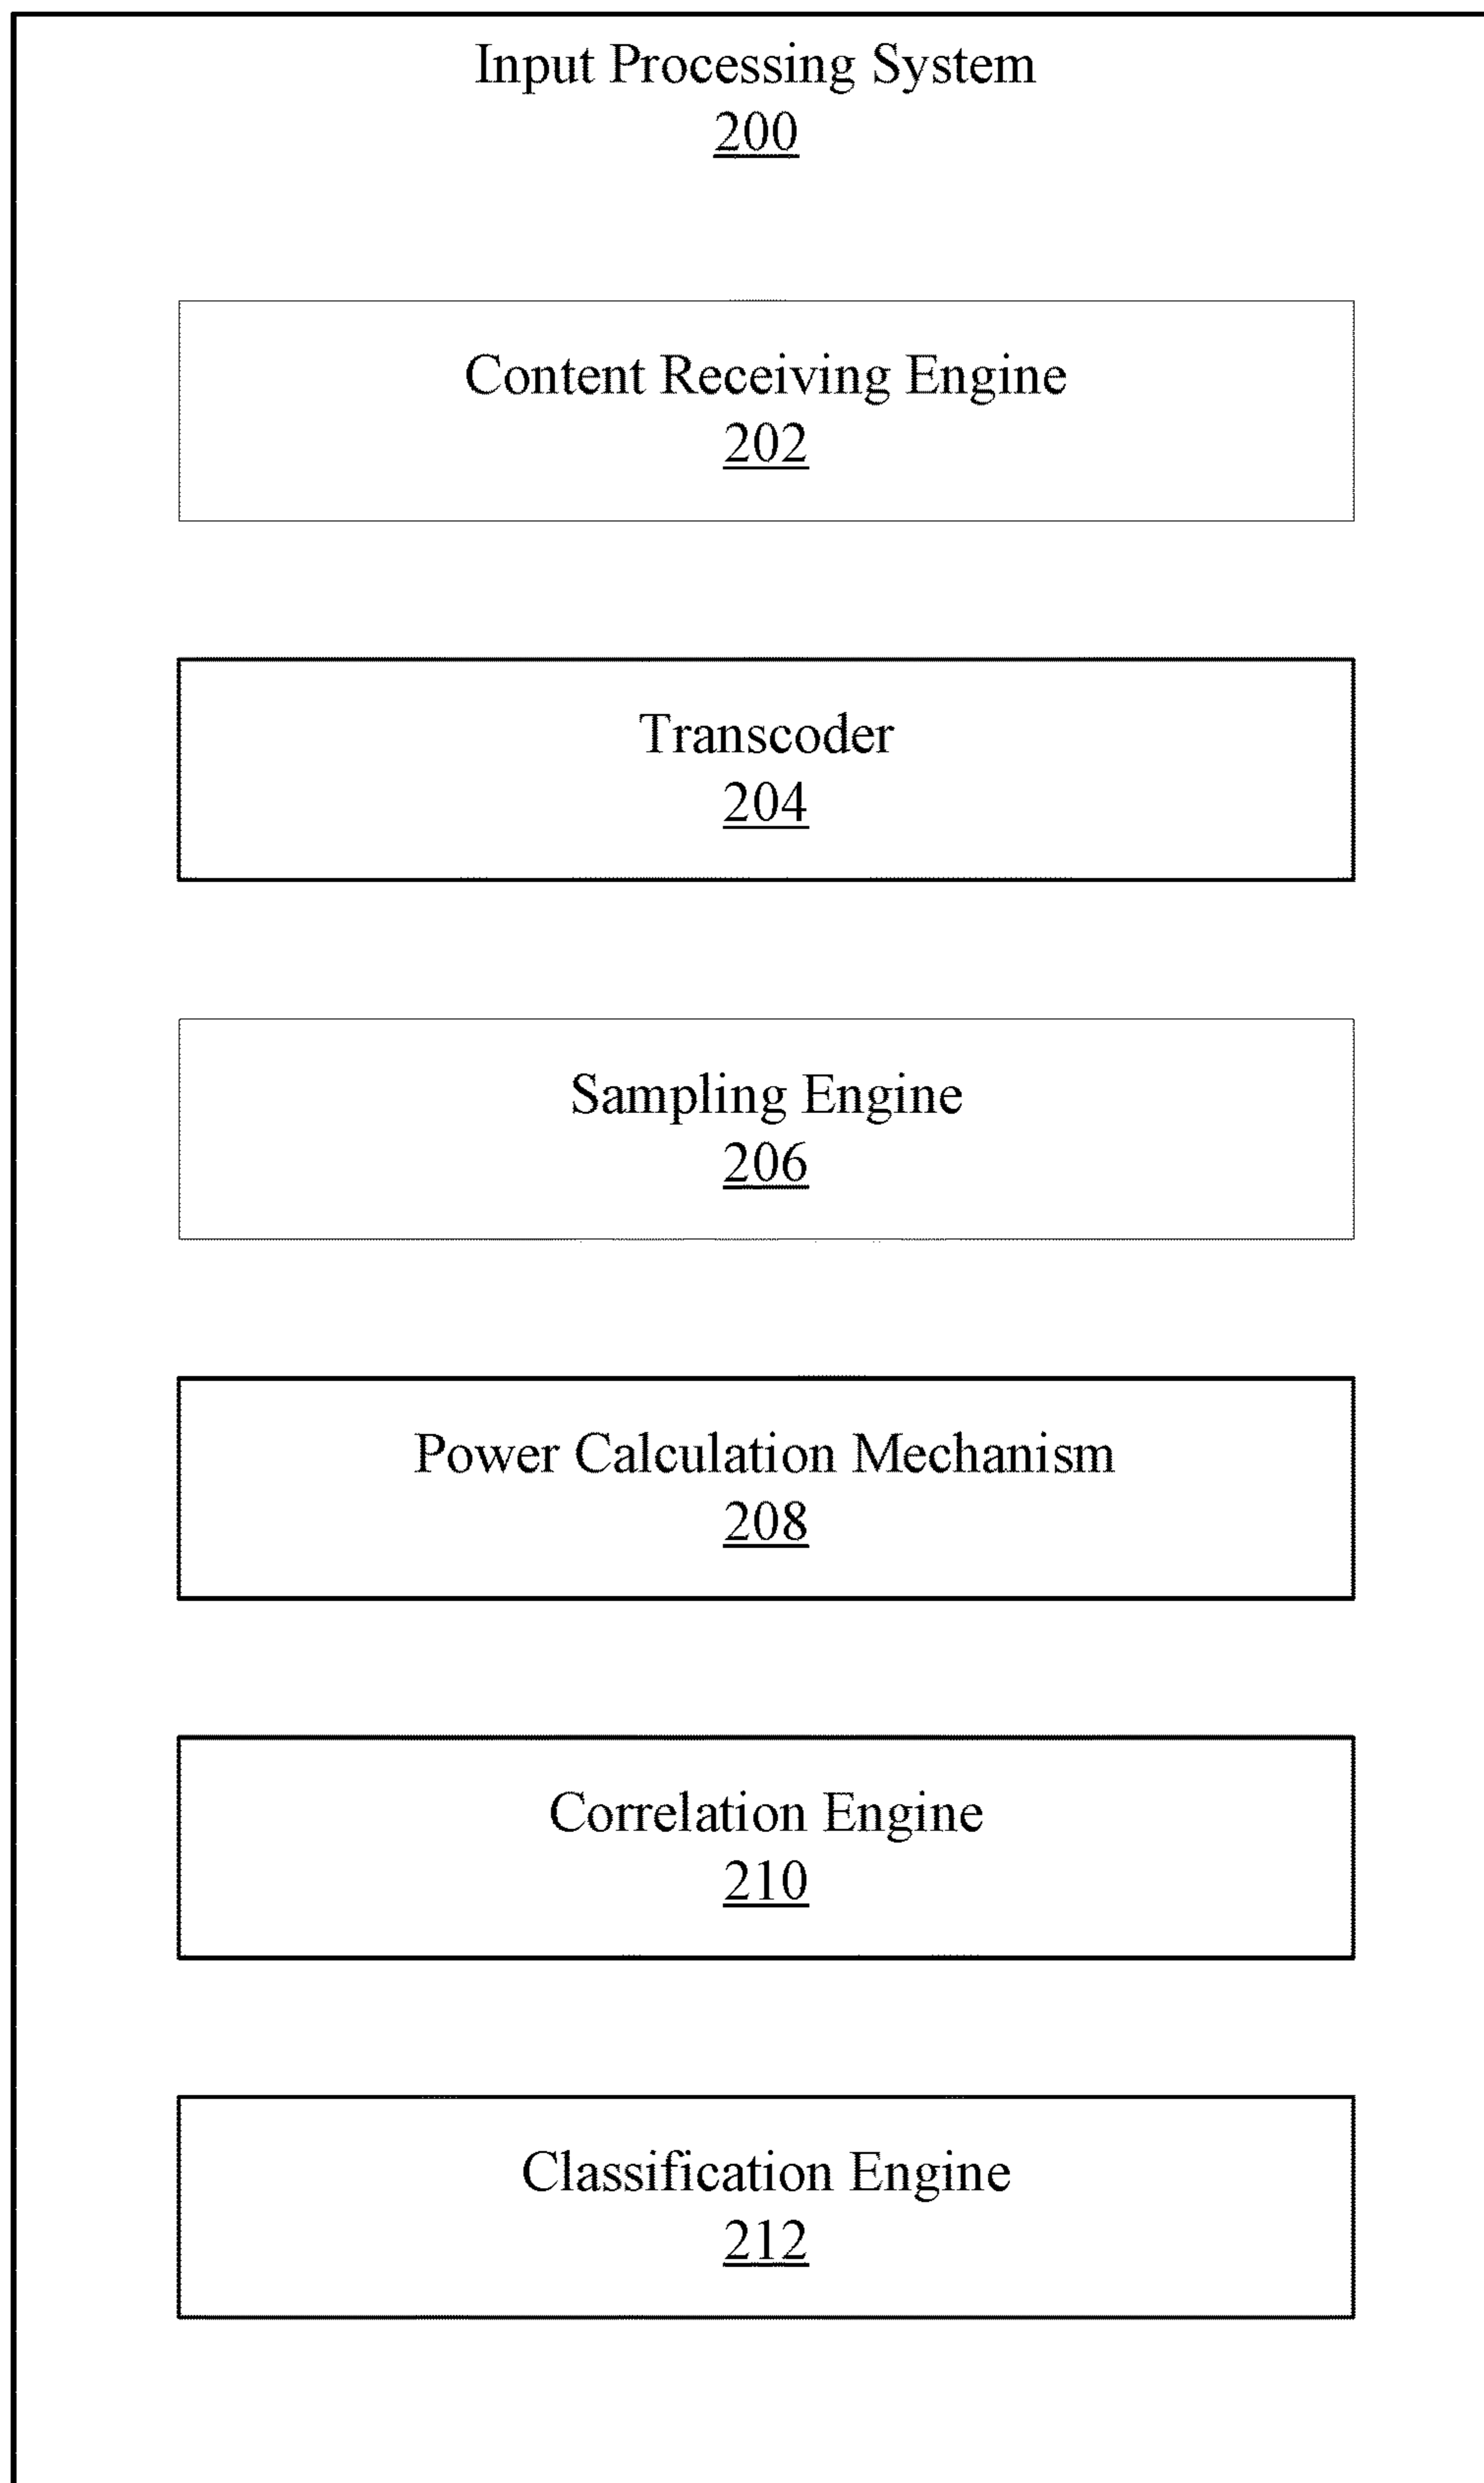 Input Processing System
200
Content Receiving Engine
202
Transcoder
204
Sampling Engine
206
Power Calculation Mechanism
208
Correlation Engine
210
Classification Engine
212